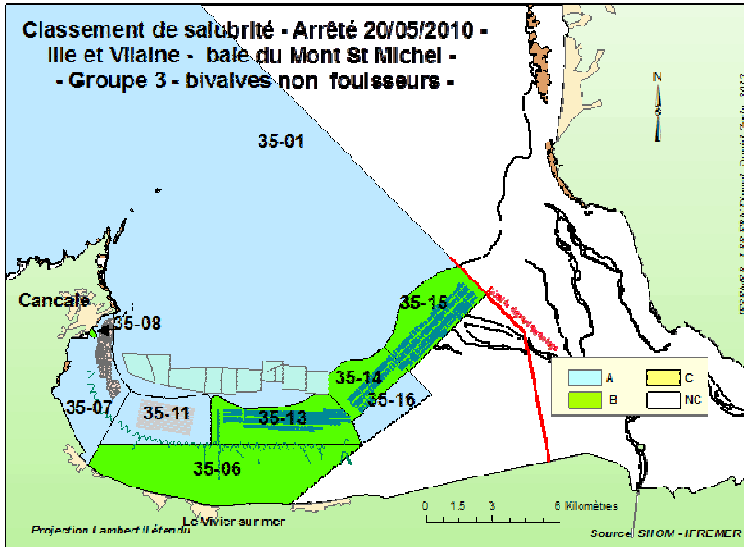 Classement de salubrité - Arrêté 20/05/2010 -
Ille et Vilaine - baie du Mont St Michel -
- Groupe 3 - bivalves non fouisseurs -
N
35-01
35-15
Cancale
35-08
35-14
35-07
35-11
35-13
35-16
A
C
B
NC
35-06
Le Vivier sur mer
0 1.5 3 6 Kilomètres
Projection Lambert II étendu
Source SIIOM - IFREMER